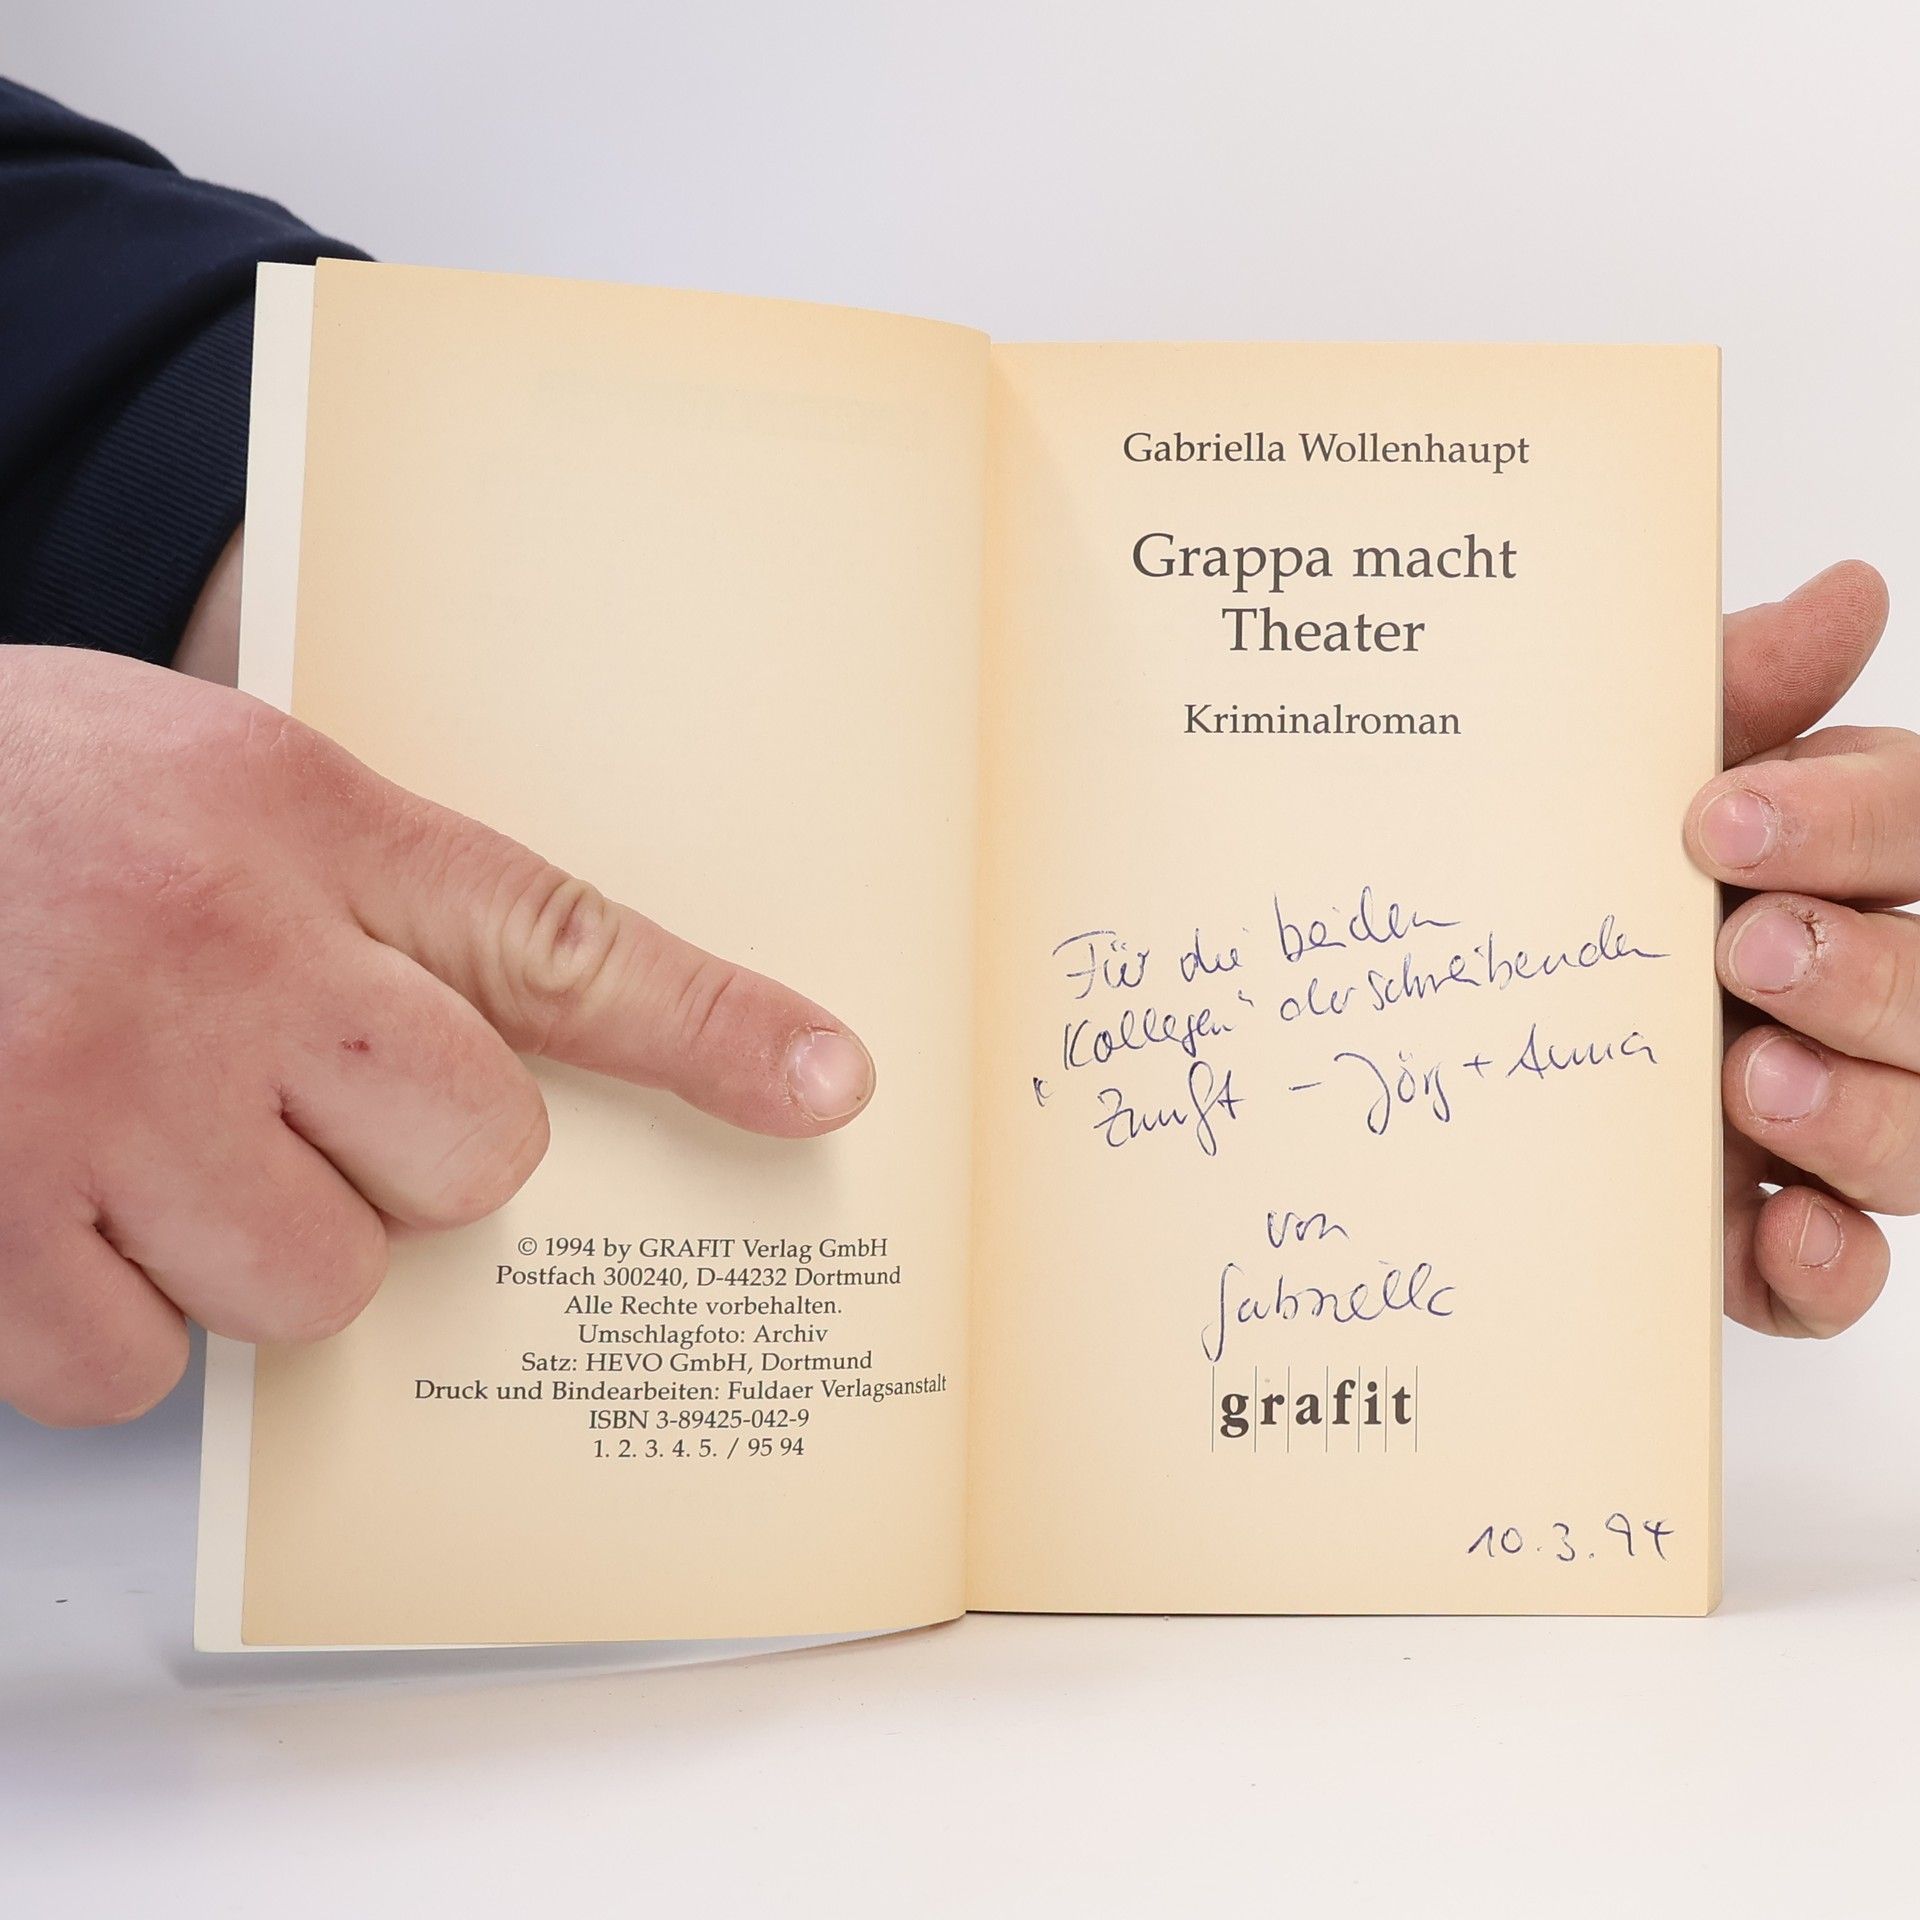 © 1994 by GRAFIT Verlag GmbH
Postfach 300240, D-44232 Dortmund
Alle Rechte vorbehalten.
Umschlagfoto: Archiv
Satz: HEVO GmbH, Dortmund
Druck und Bindearbeiten: Fuldaer Verlagsanstalt
ISBN 3-89425-042-9
1. 2. 3. 4. 5. / 95 94
Gabriella Wollenhaupt
Grappa macht
Theater
Kriminalroman
Für die beiden
"Kollegen" der schreibenden
Zunft – Jörg + Anna
von
Gabriella
grafit
10.3.94